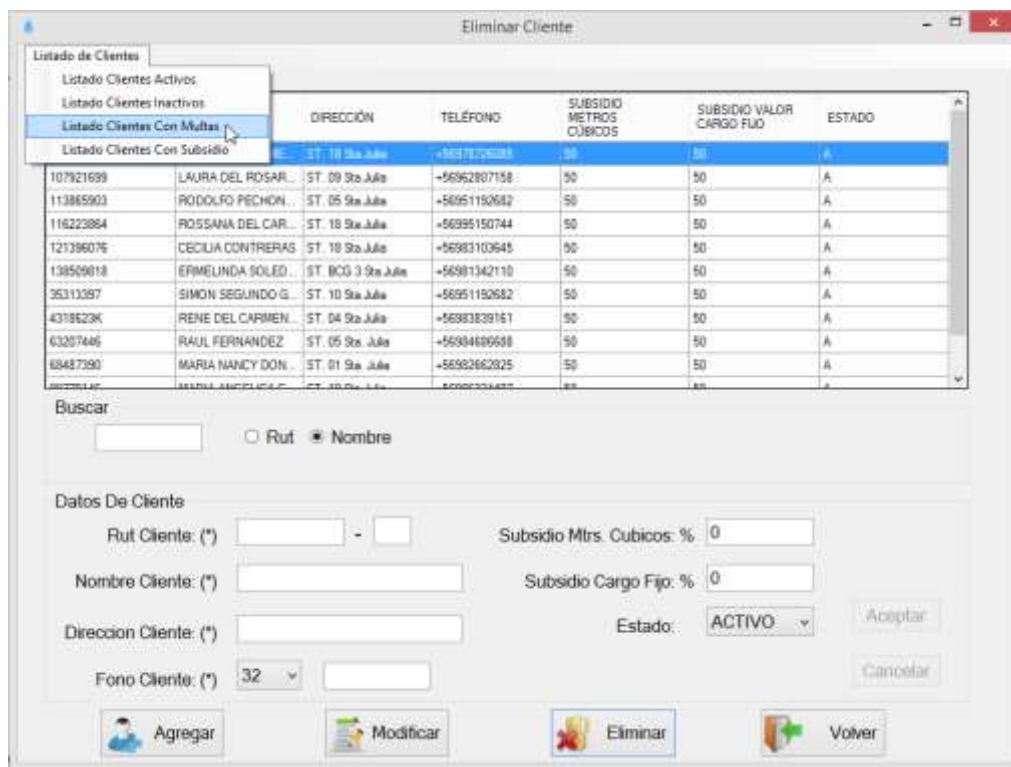 Eliminar Cliente
Listado de Clientes
Listado Clientes Activos
Listado Clientes Inactivos
Listado Clientes Con Multas
Listado Clientes Con Subsidio
DIRECCIÓN TELÉFONO SUBSIDIO METROS CÚBICOS SUBSIDIO VALOR CARGO FIJO ESTADO
ST. 18 Sta Julia 50 50 A
107921699 LAURA DEL ROSAR... ST. 09 Sta Julia +56962807158 50 50 A
113865903 RODOLFO PECHON... ST. 05 Sta Julia +56951192682 50 50 A
116223864 ROSSANA DEL CAR... ST. 18 Sta Julia +56995150744 50 50 A
121396076 CECILIA CONTRERAS ST. 18 Sta Julia +56983103645 50 50 A
138509818 ERMELINDA SOLED... ST. BCG 3 Sta Julia +56981342110 50 50 A
35313397 SIMON SEGUNDO G... ST. 10 Sta Julia +56951192682 50 50 A
4318623K RENE DEL CARMEN... ST. 04 Sta Julia +56983839161 50 50 A
63207446 RAUL FERNANDEZ ST. 05 Sta. Julia +56984686688 50 50 A
68487390 MARIA NANCY DON... ST. 01 Sta. Julia +56982662825 50 50 A
Buscar
Rut Nombre
Datos De Cliente
Rut Cliente: (*) - Subsidio Mtrs. Cubicos: % 0
Nombre Cliente: (*) Subsidio Cargo Fijo: % 0
Direccion Cliente: (*) Estado: ACTIVO Aceptar
Fono Cliente: (*) 32 Cancelar
Agregar Modificar Eliminar Volver